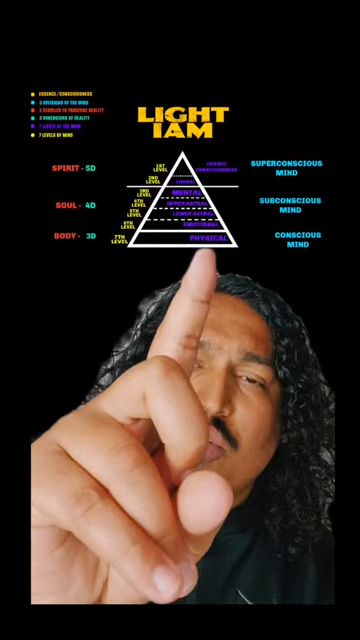 ESSENCE/CONSCIOUSNESS
3 DIVISIONS OF THE MIND
3 VEHICLES TO TRAVERSE REALITY
3 DIMENSIONS OF REALITY
7 LEVELS OF THE MIND
7 LEVELS OF MIND
LIGHT
IAM
1ST
LEVEL
COSMIC
CONSCIOUSNESS
SUPERCONSCIOUS
MIND
SPIRIT - 5D
2ND
LEVEL
CAUSAL
3RD
LEVEL
MENTAL
4TH
LEVEL
UPPER ASTRAL
SOUL - 4D
SUBCONSCIOUS
MIND
5TH
LEVEL
LOWER ASTRAL
6TH
LEVEL
EMOTIONAL
BODY - 3D
7TH
LEVEL
PHYSICAL
CONSCIOUS
MIND